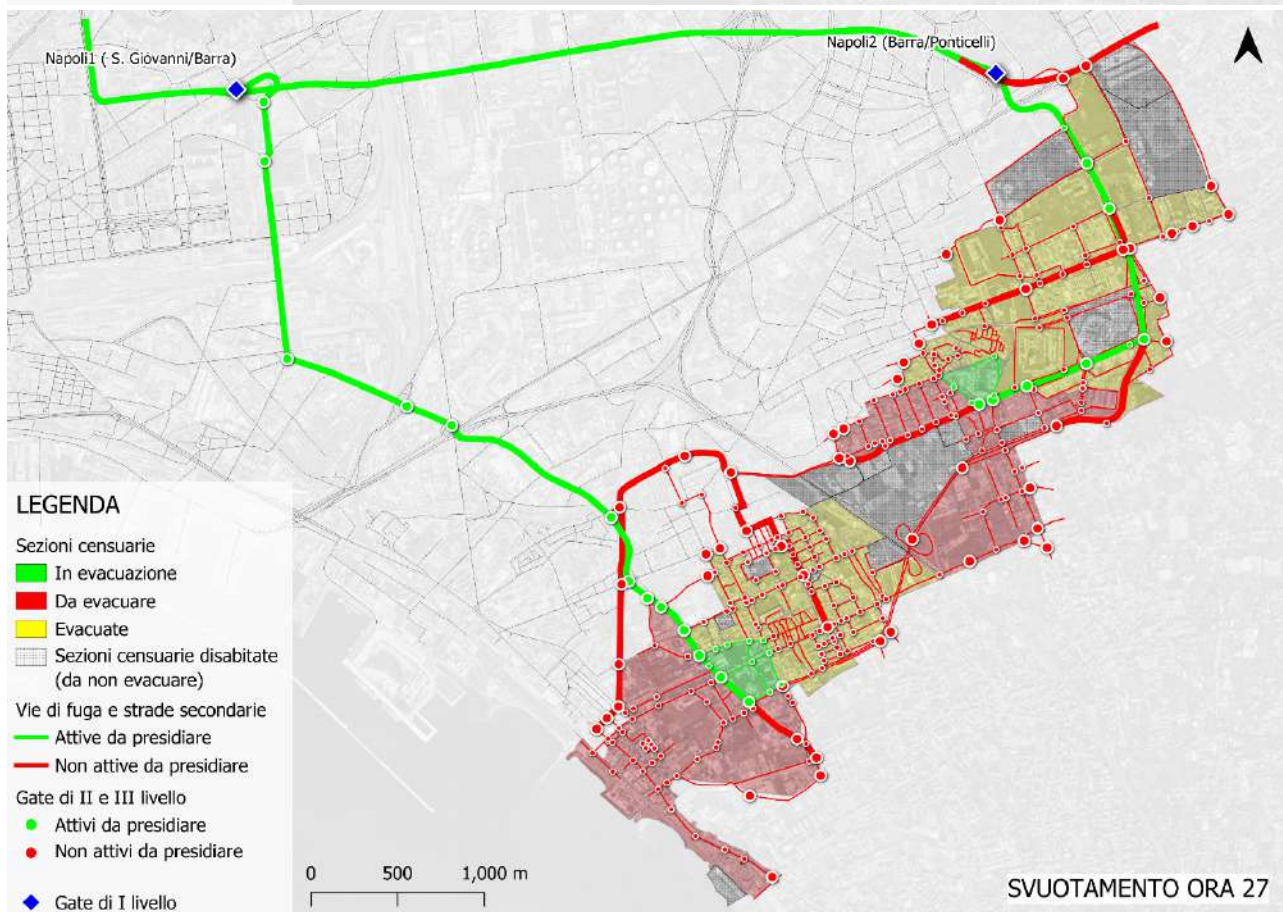 Napoli1 ( S. Giovanni/Barra)
Napoli2 (Barra/Ponticelli)
LEGENDA
Sezioni censuarie
In evacuazione
Da evacuare
Evacuate
Sezioni censuarie disabitate
(da non evacuare)
Vie di fuga e strade secondarie
Attive da presidiare
Non attive da presidiare
Gate di II e III livello
Attivi da presidiare
Non attivi da presidiare
Gate di I livello
0 500 1,000 m
SVUOTAMENTO ORA 27